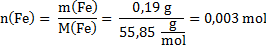 n(Fe) = m(Fe)/M(Fe) = 0,19 g/(55,85 g/mol) = 0,003 mol